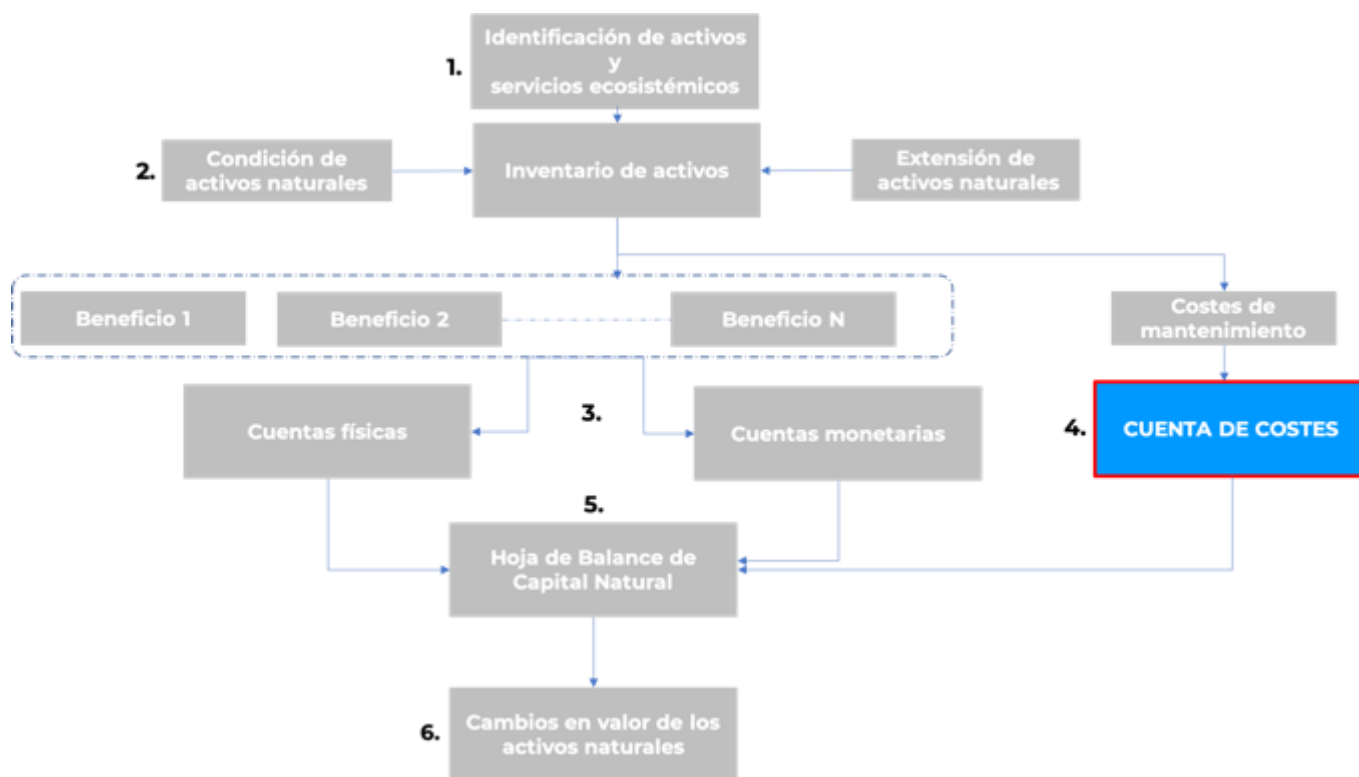 Identificación de activos
y
servicios ecosistémicos
1.
2.
Condición de
activos naturales
Inventario de activos
Extensión de
activos naturales
Beneficio 1
Beneficio 2
Beneficio N
Costes de
mantenimiento
Cuentas físicas
3.
Cuentas monetarias
4.
CUENTA DE COSTES
5.
Hoja de Balance de
Capital Natural
6.
Cambios en valor de los
activos naturales